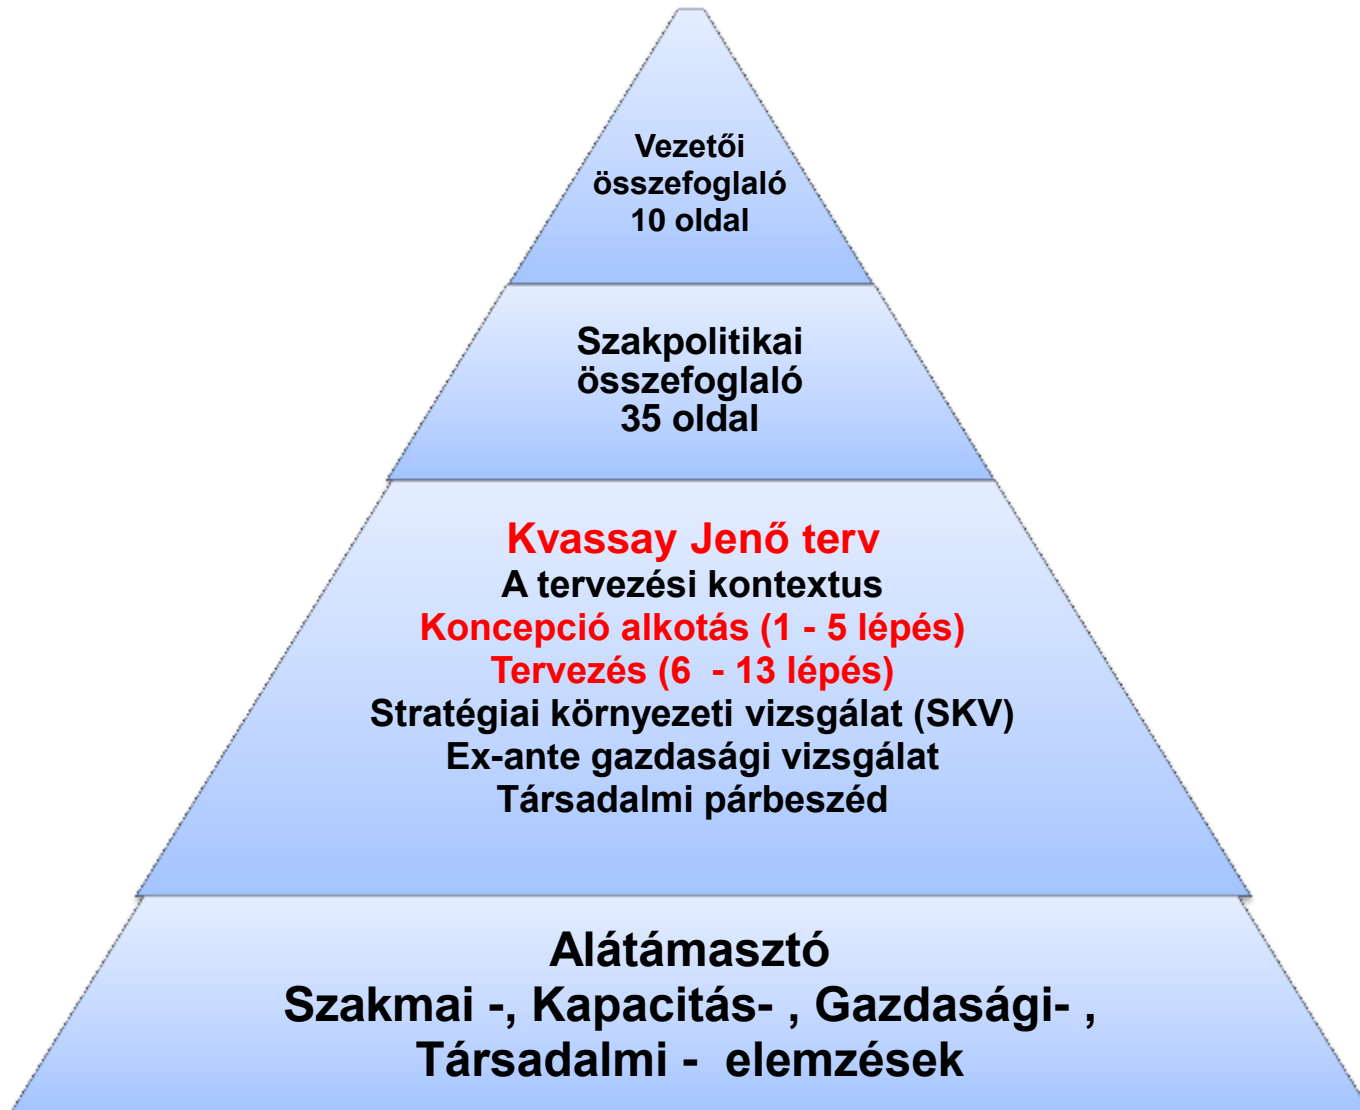 Vezetői
összefoglaló
10 oldal
Szakpolitikai
összefoglaló
35 oldal
Kvassay Jenő terv
A tervezési kontextus
Koncepció alkotás (1 - 5 lépés)
Tervezés (6  - 13 lépés)
Stratégiai környezeti vizsgálat (SKV)
Ex-ante gazdasági vizsgálat
Társadalmi párbeszéd
Alátámasztó
Szakmai -, Kapacitás- , Gazdasági- ,
Társadalmi -  elemzések